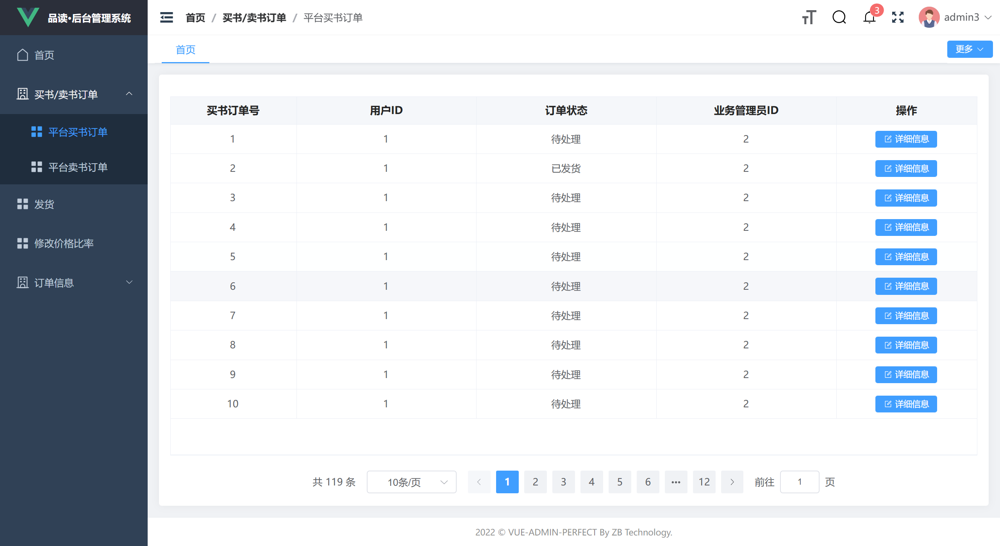 品读•后台管理系统
首页
买书/卖书订单
平台买书订单
平台卖书订单
发货
修改价格比率
订单信息
首页 / 买书/卖书订单 / 平台买书订单
3
admin3
首页
更多
买书订单号 用户ID 订单状态 业务管理员ID 操作
1 1 待处理 2 详细信息
2 1 已发货 2 详细信息
3 1 待处理 2 详细信息
4 1 待处理 2 详细信息
5 1 待处理 2 详细信息
6 1 待处理 2 详细信息
7 1 待处理 2 详细信息
8 1 待处理 2 详细信息
9 1 待处理 2 详细信息
10 1 待处理 2 详细信息
共 119 条 10条/页 1 2 3 4 5 6 ••• 12 前往 1 页
2022 © VUE-ADMIN-PERFECT By ZB Technology.